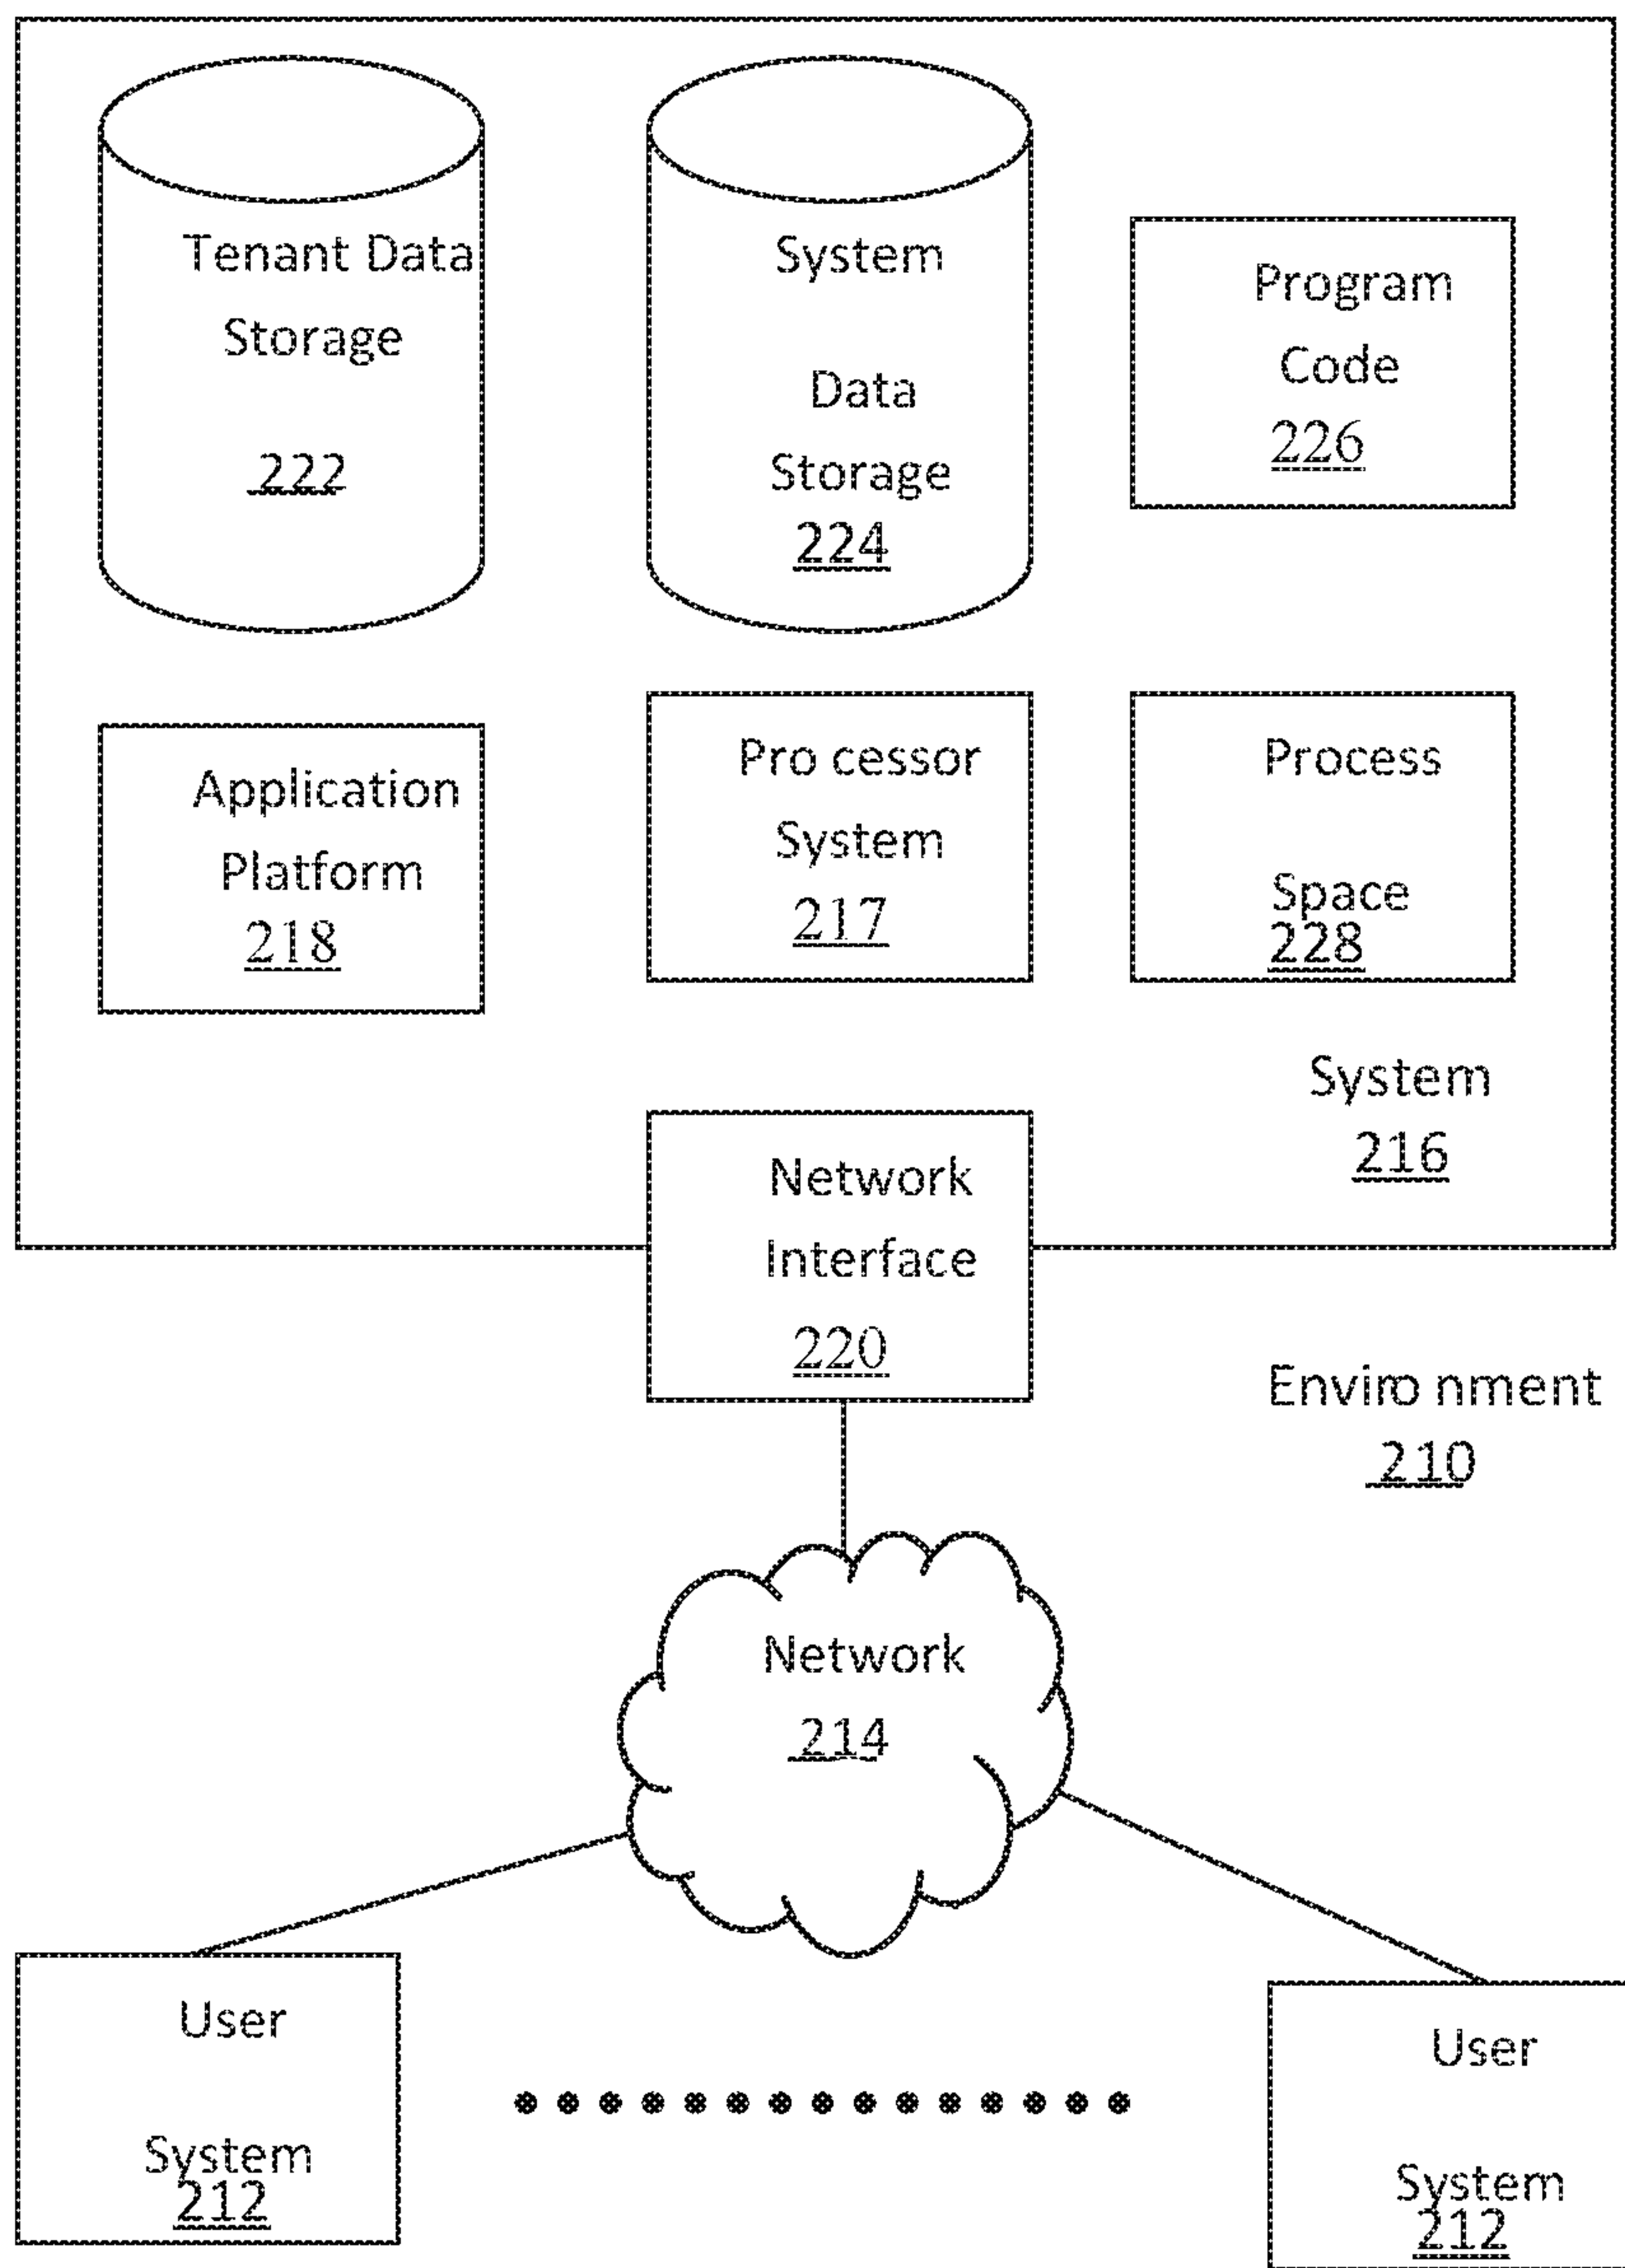 Tenant Data
Storage
222
System
Data
Storage
224
Program
Code
226
Application
Platform
218
Pro cessor
System
217
Process
Space
228
System
216
Network
Interface
220
Enviro nment
210
Network
214
User
System
212
User
System
212